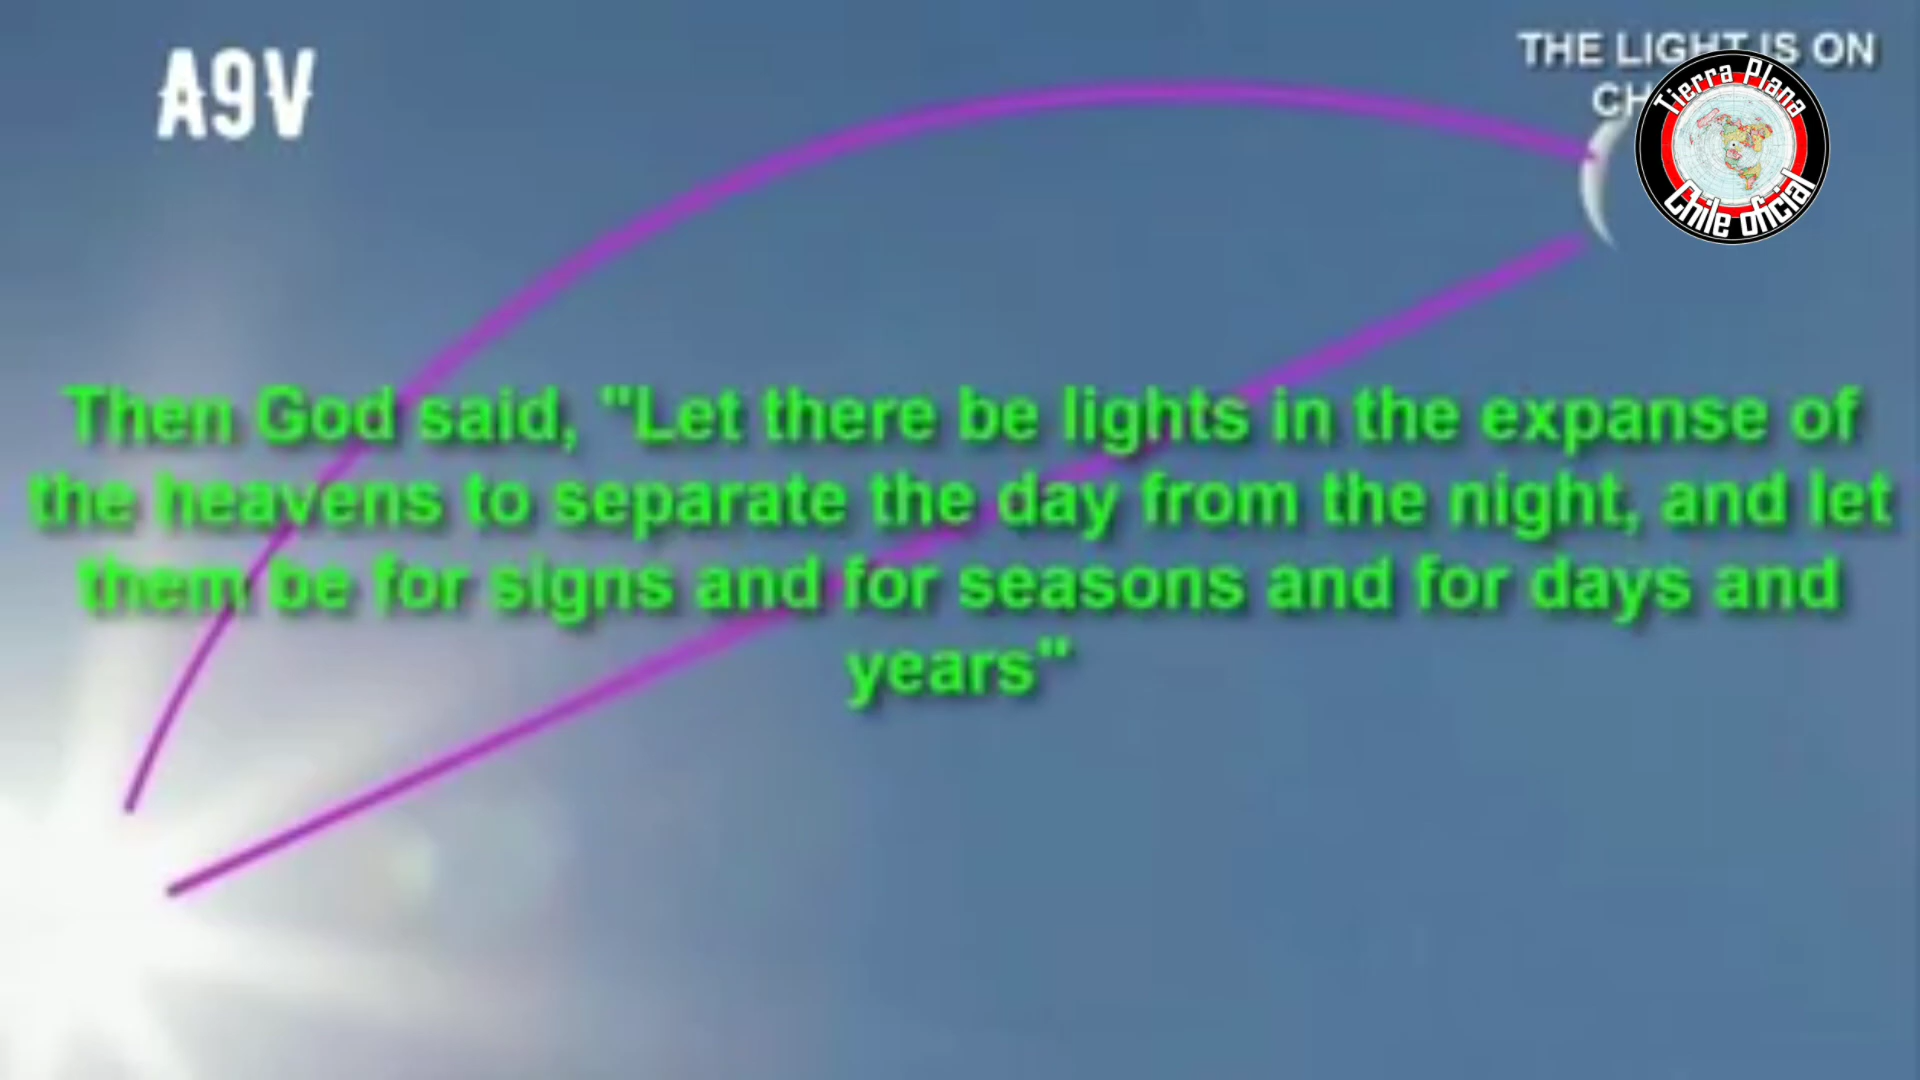 A9V
THE LIGHT IS ON
Tierra Plana
Chile oficial
Then God said, "Let there be lights in the expanse of
the heavens to separate the day from the night, and let
them be for signs and for seasons and for days and
years"